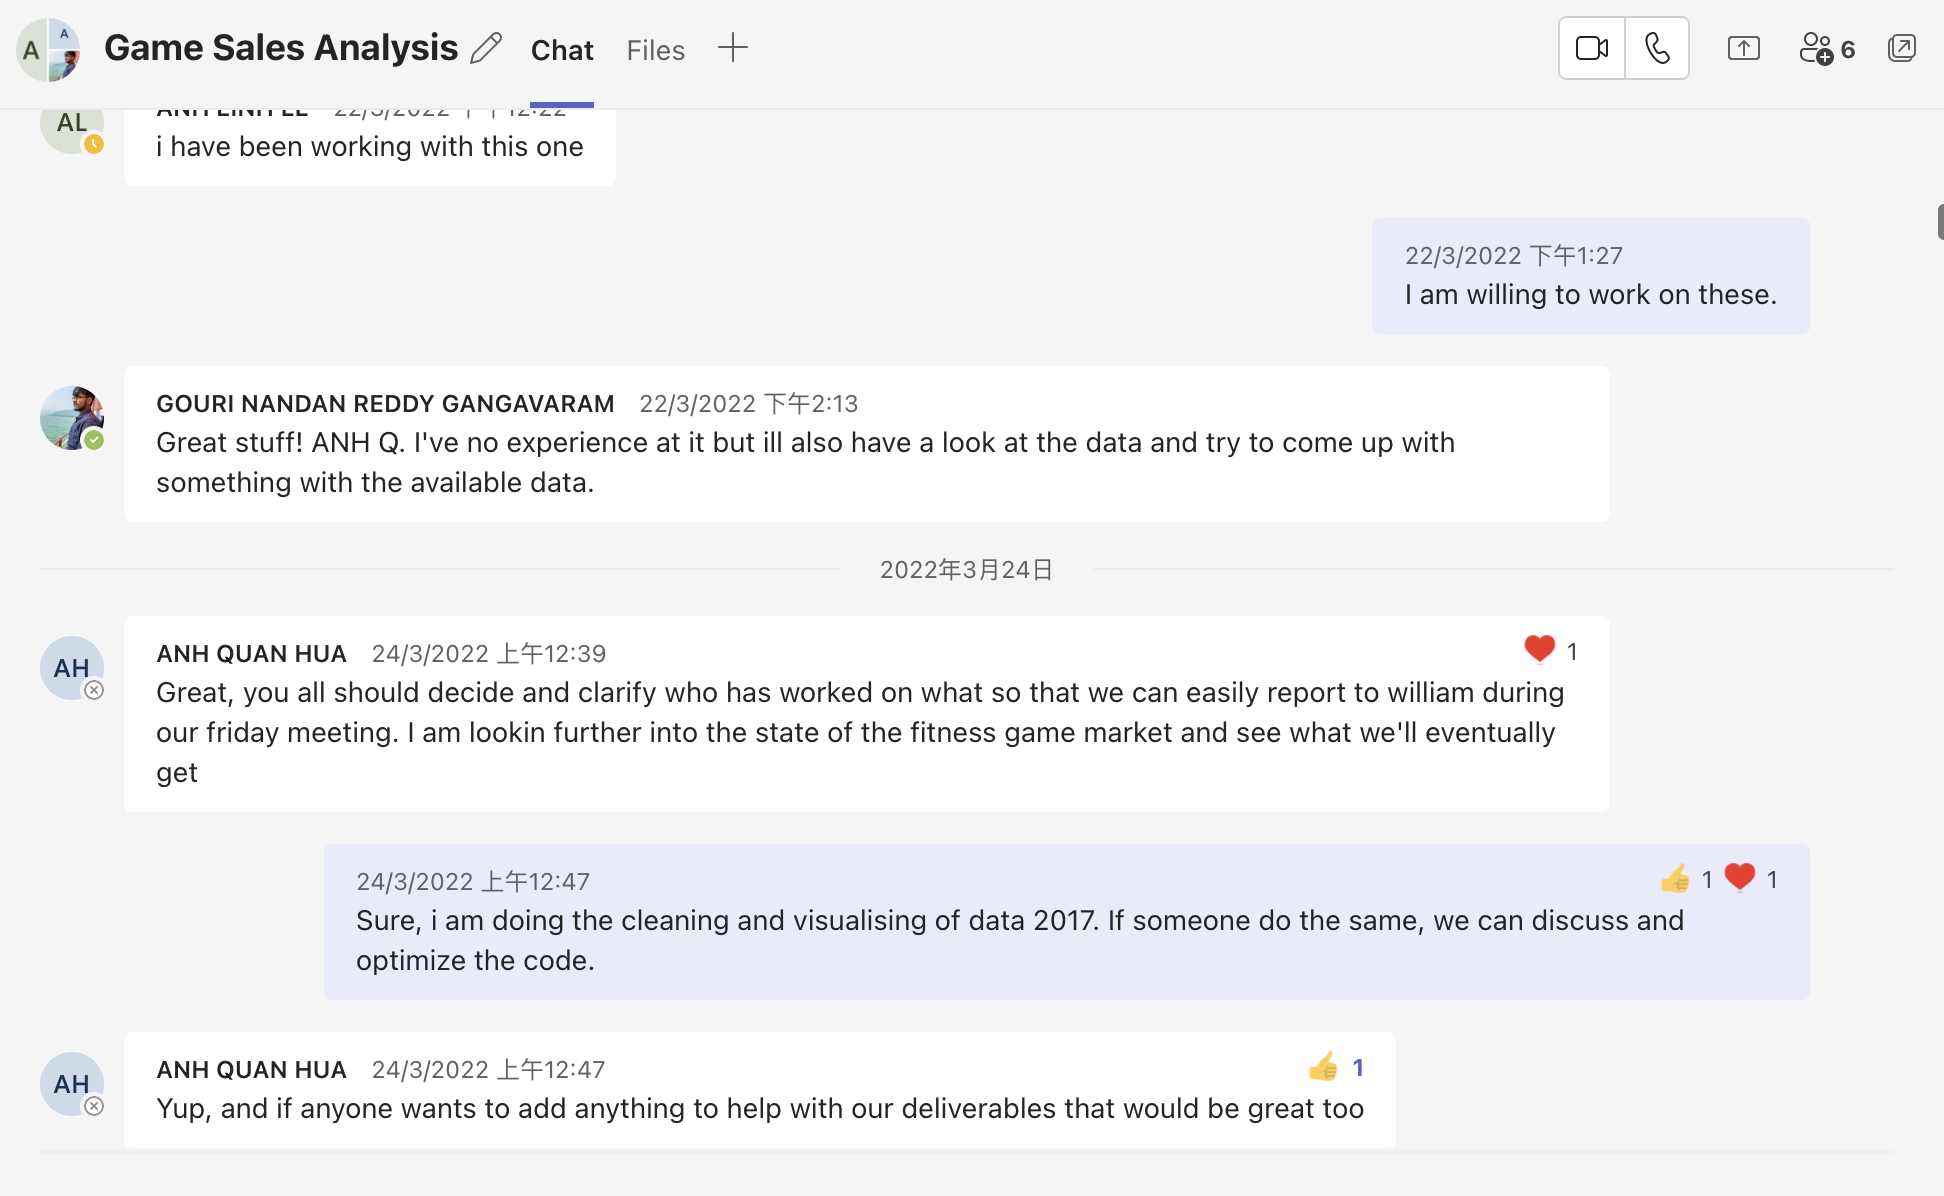 A
A
Game Sales Analysis
Chat
Files
6
AL
ANH LINH LE 22/3/2022 下午12:22
i have been working with this one
22/3/2022 下午1:27
I am willing to work on these.
GOURI NANDAN REDDY GANGAVARAM 22/3/2022 下午2:13
Great stuff! ANH Q. I've no experience at it but ill also have a look at the data and try to come up with
something with the available data.
2022年3月24日
AH
ANH QUAN HUA 24/3/2022 上午12:39
1
Great, you all should decide and clarify who has worked on what so that we can easily report to william during
our friday meeting. I am lookin further into the state of the fitness game market and see what we'll eventually
get
24/3/2022 上午12:47
1 1
Sure, i am doing the cleaning and visualising of data 2017. If someone do the same, we can discuss and
optimize the code.
AH
ANH QUAN HUA 24/3/2022 上午12:47
1
Yup, and if anyone wants to add anything to help with our deliverables that would be great too